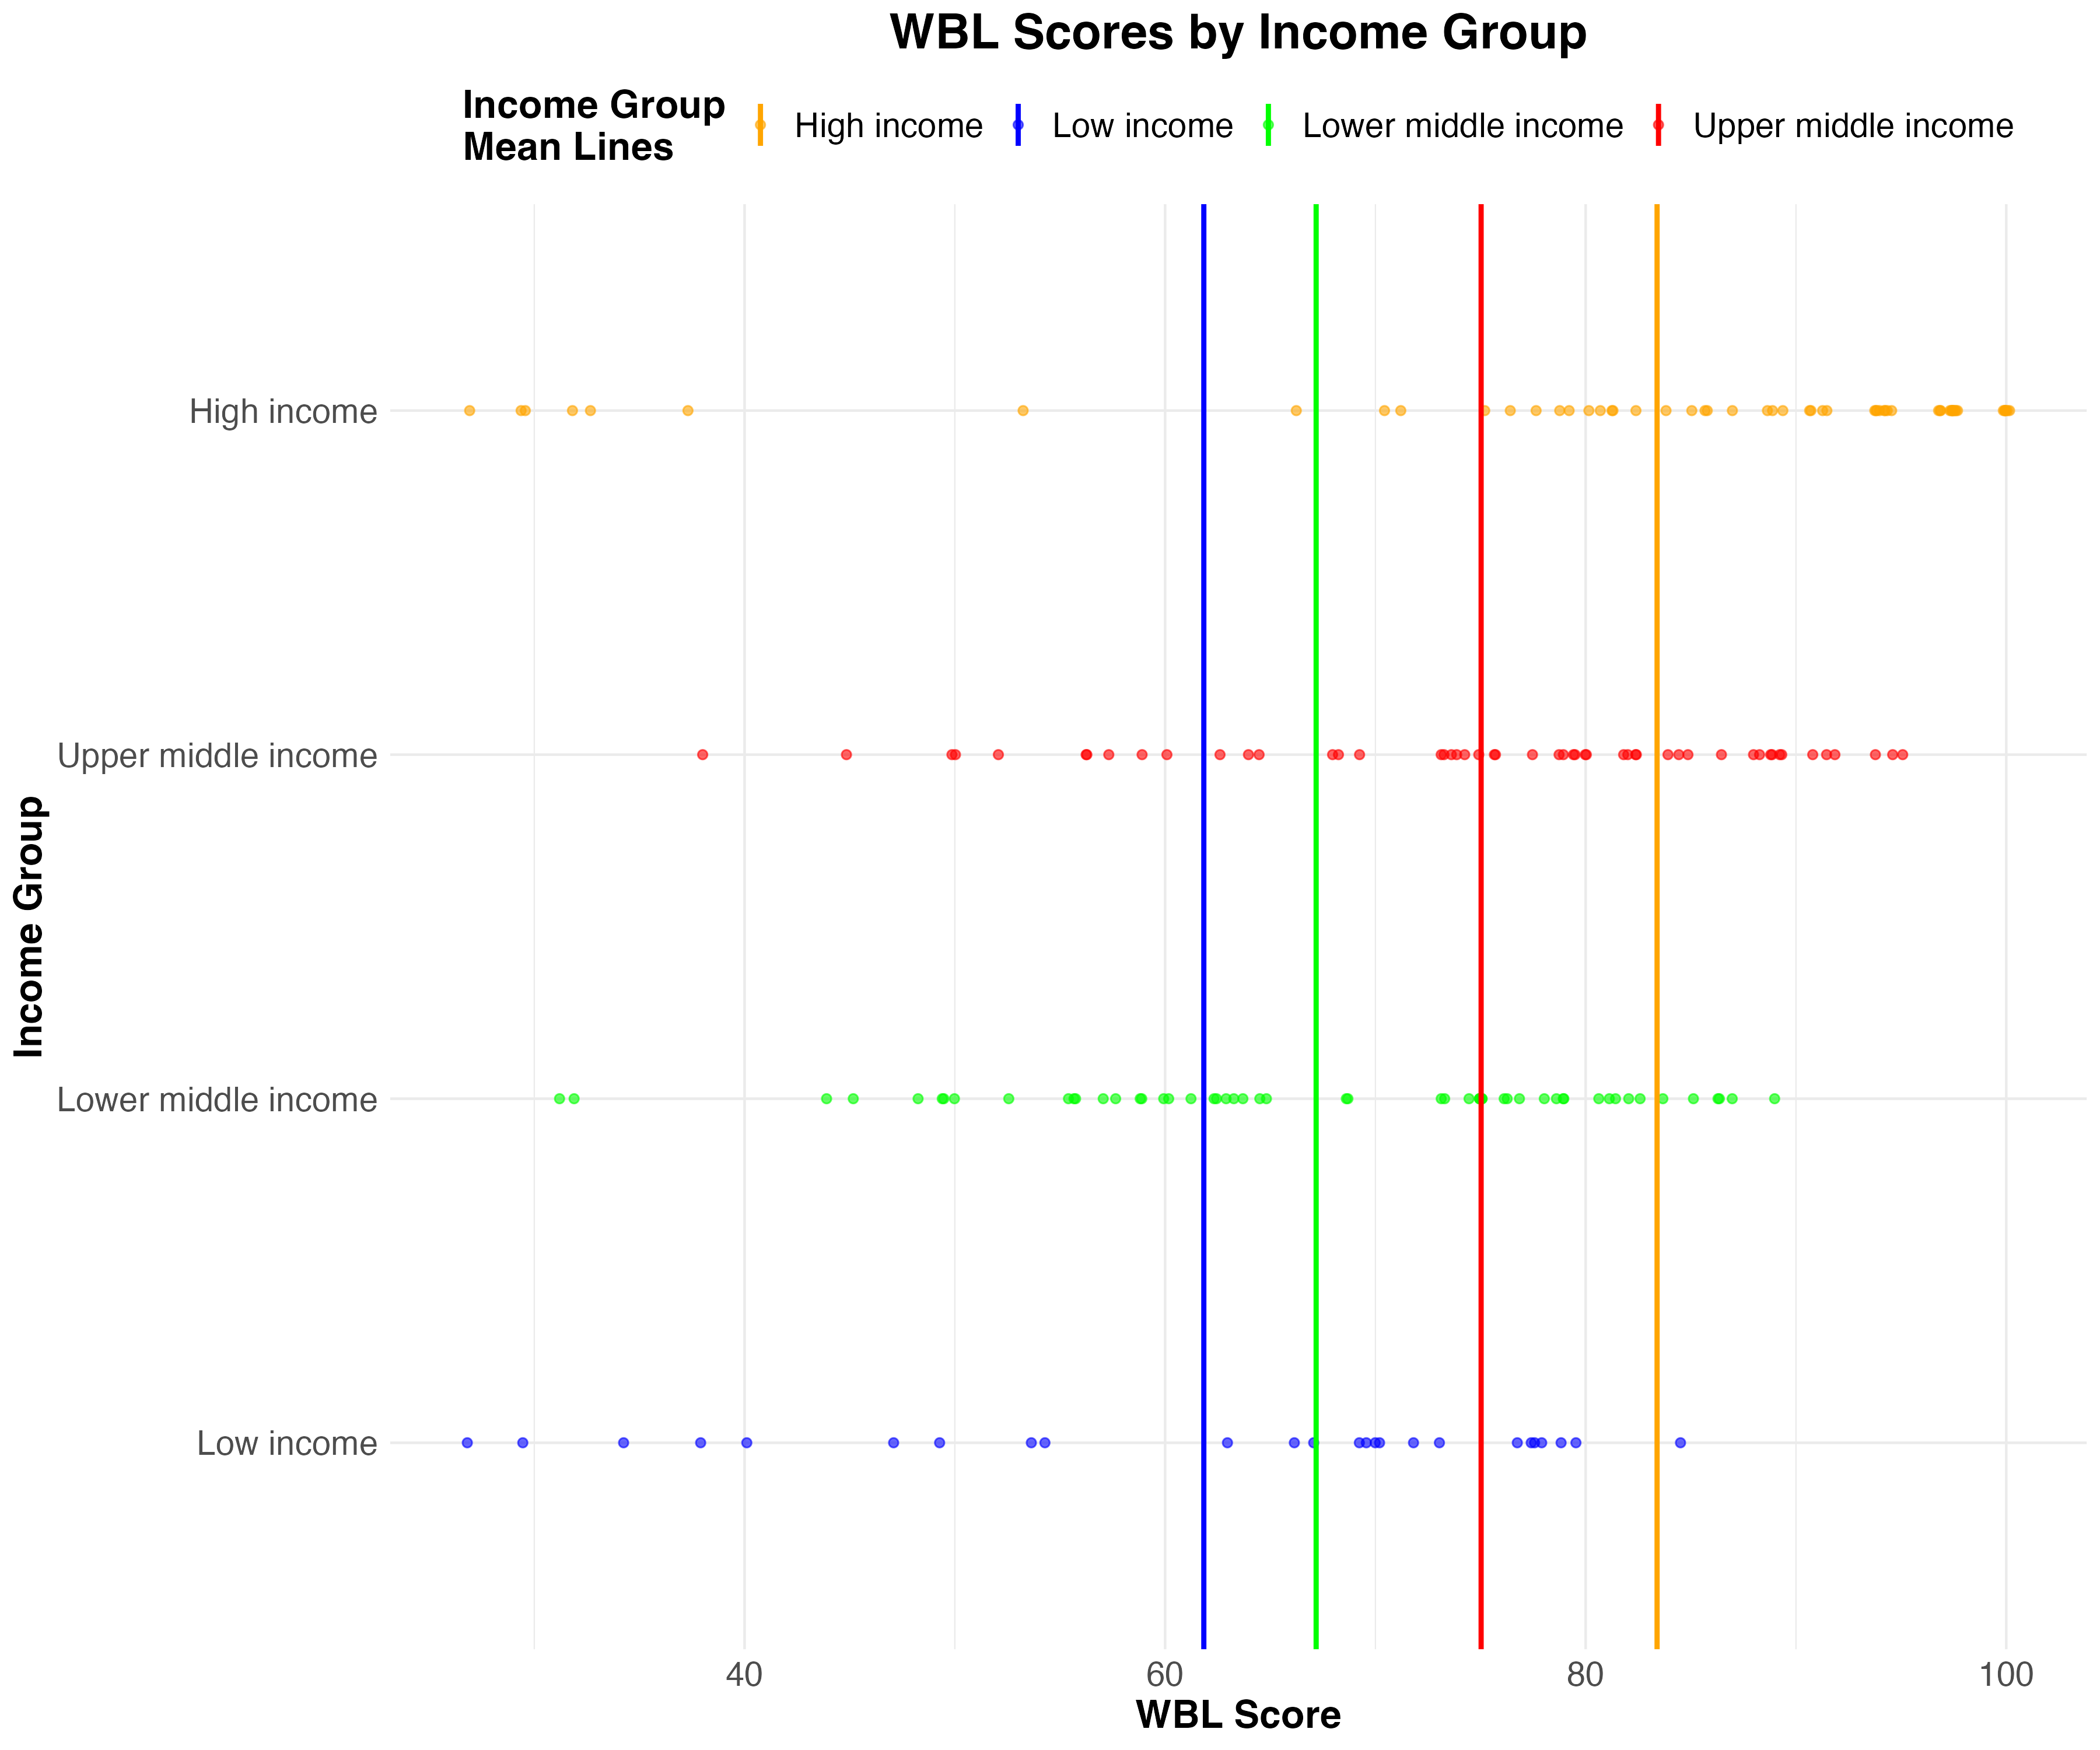 WBL Scores by Income Group
Income Group
Mean Lines
High income
Low income
Lower middle income
Upper middle income
High income
Upper middle income
Lower middle income
Low income
Income Group
40
60
80
100
WBL Score